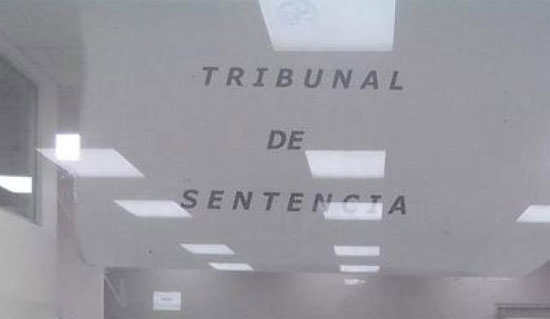 TRIBUNAL
DE
SENTENCIA